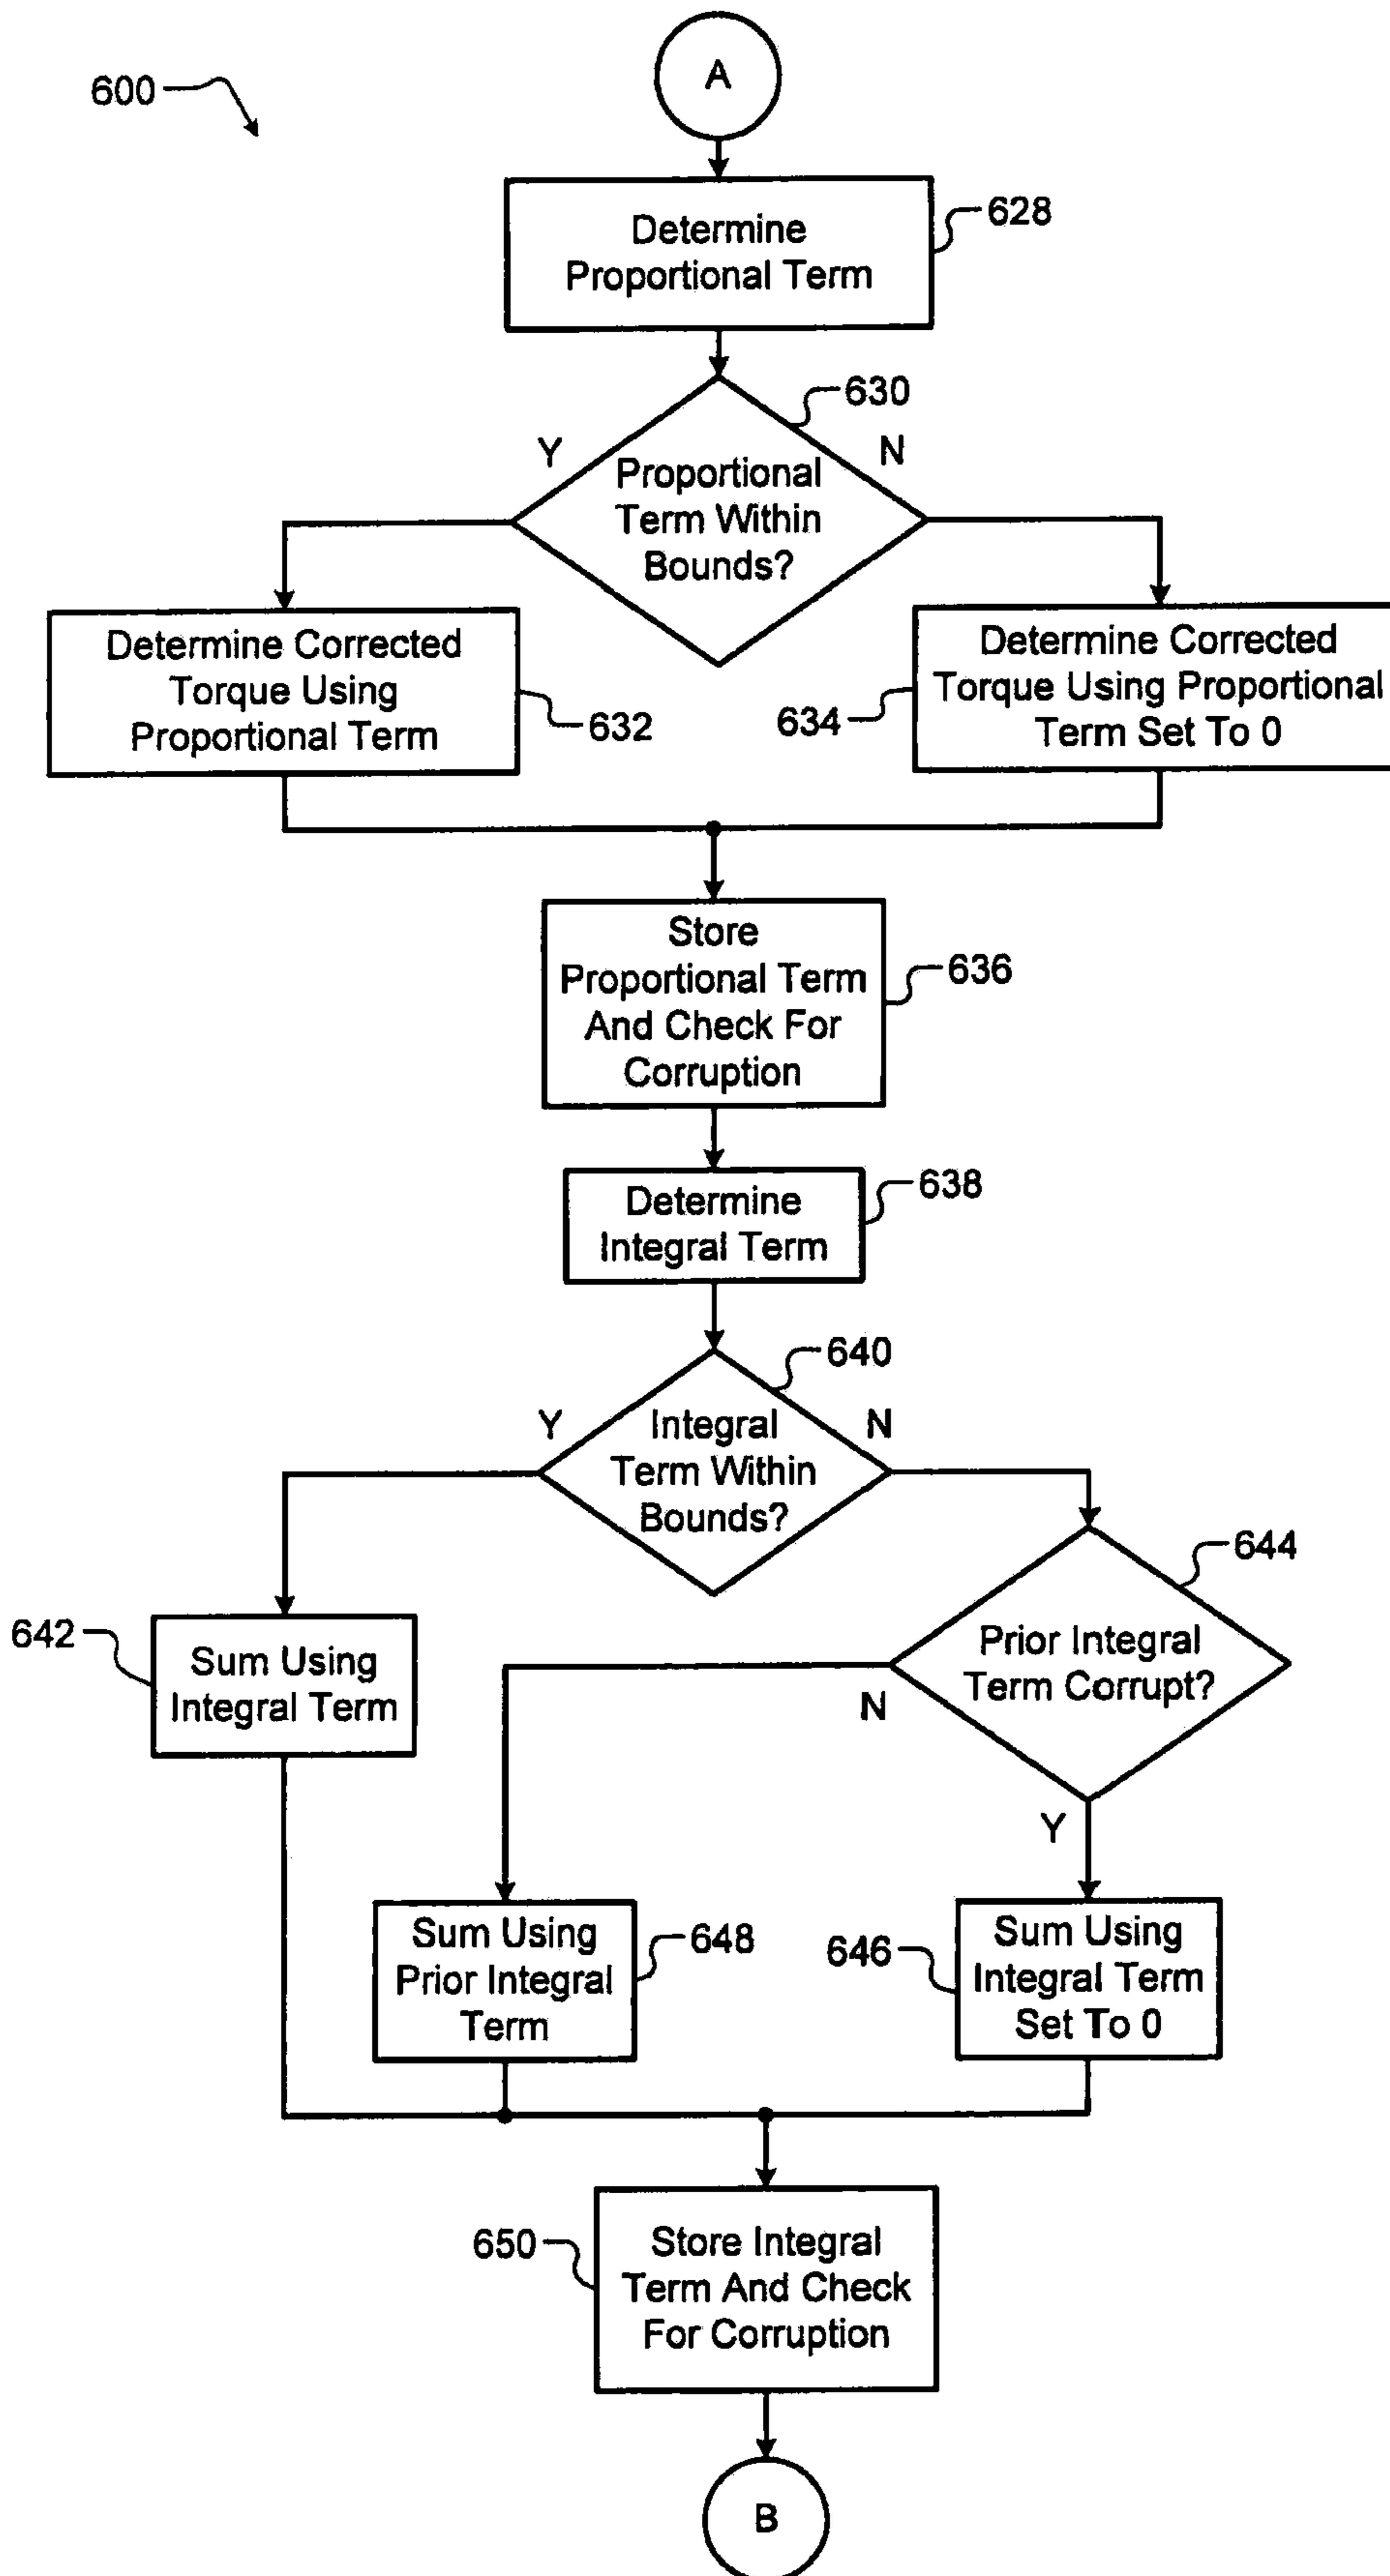 600
A
Determine
Proportional Term
628
630
Y
N
Proportional
Term Within
Bounds?
Determine Corrected
Torque Using
Proportional Term
632
634
Determine Corrected
Torque Using Proportional
Term Set To 0
Store
Proportional Term
And Check For
Corruption
636
Determine
Integral Term
638
640
Y
N
Integral
Term Within
Bounds?
644
642
Sum Using
Integral Term
Prior Integral
Term Corrupt?
N
Y
Sum Using
Prior Integral
Term
648
646
Sum Using
Integral Term
Set To 0
650
Store Integral
Term And Check
For Corruption
B